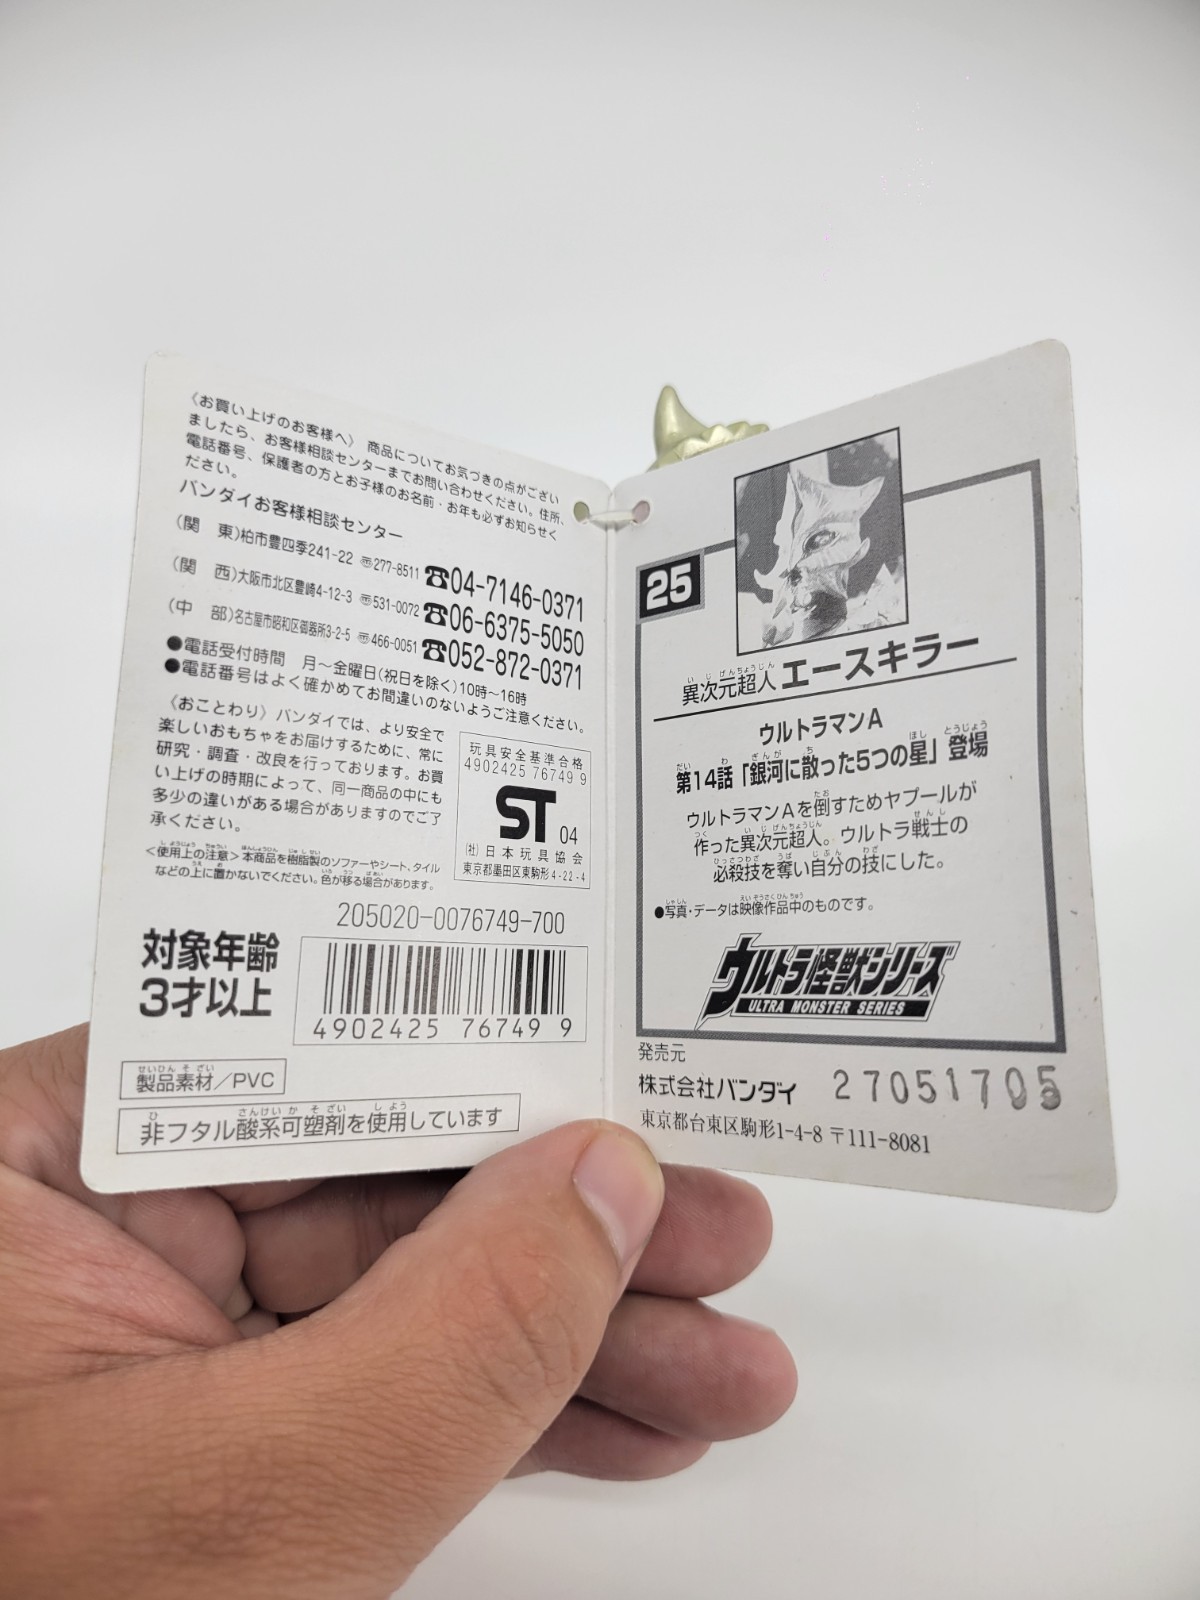 〈お買い上げのお客様へ〉 商品についてお気づきの点がござい
ましたら、お客様相談センターまでお問い合わせください。住所、
電話番号、保護者の方とお子様のお名前・お年も必ずお知らせく
ださい。
バンダイお客様相談センター
(関 東)柏市豊四季241-22 〠277-8511 ☎04-7146-0371
(関 西)大阪市北区豊崎4-12-3 〠531-0072 ☎06-6375-5050
(中 部)名古屋市昭和区御器所3-2-5 〠466-0051 ☎052-872-0371
●電話受付時間 月〜金曜日(祝日を除く)10時〜16時
●電話番号はよく確かめてお間違いのないようご注意ください。
〈おことわり〉バンダイでは、より安全で
楽しいおもちゃをお届けするために、常に
研究・調査・改良を行っております。お買
い上げの時期によって、同一商品の中にも
多少の違いがある場合がありますのでご了
承ください。
<使用上の注意>本商品を樹脂製のソファーやシート、タイル
などの上に置かないでください。色が移る場合があります。
玩具安全基準合格
4902425 76749 9
ST 04
(社)日本玩具協会
東京都墨田区東駒形4-22-4
205020-0076749-700
対象年齢
3才以上
4902425 76749 9
製品素材/PVC
非フタル酸系可塑剤を使用しています
25
異次元超人 エースキラー
ウルトラマンA
第14話「銀河に散った5つの星」登場
ウルトラマンAを倒すためヤプールが
作った異次元超人。ウルトラ戦士の
必殺技を奪い自分の技にした。
●写真・データは映像作品中のものです。
ウルトラ怪獣シリーズ
ULTRA MONSTER SERIES
発売元
株式会社バンダイ 27051705
東京都台東区駒形1-4-8 〒111-8081